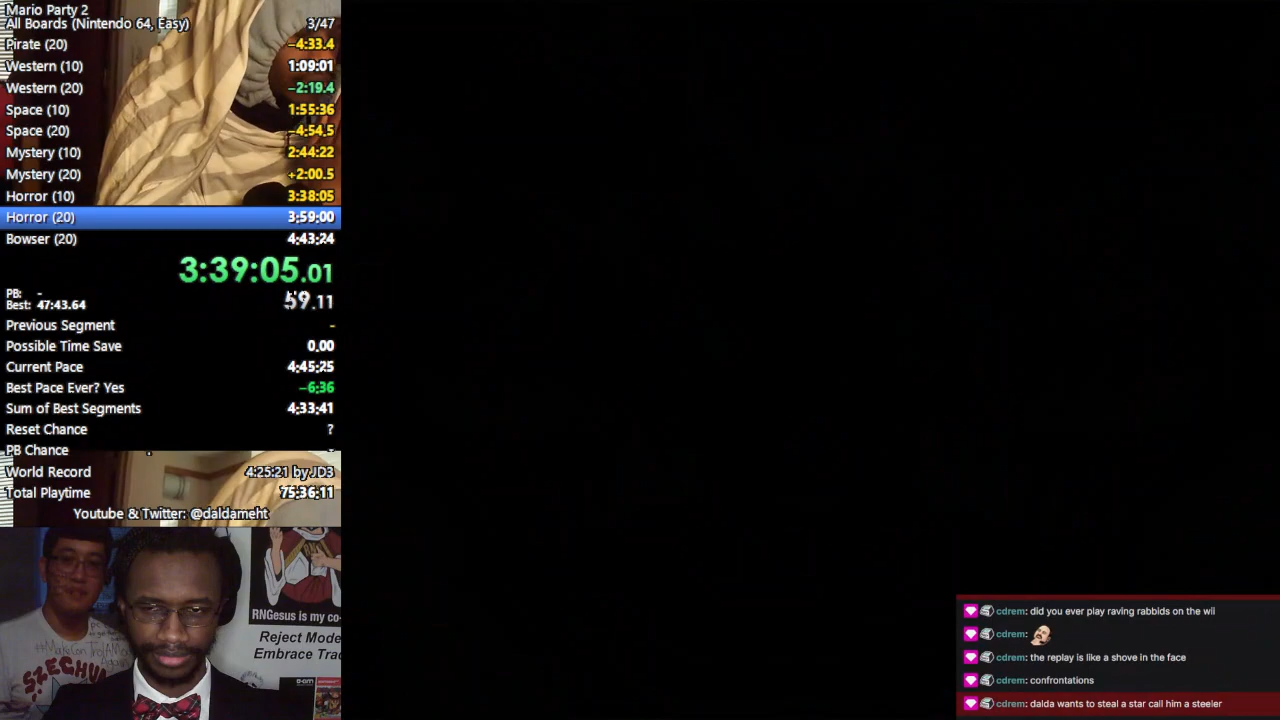 Mario Party 2
All Boards (Nintendo 64, Easy) 3/47
Pirate (20) -4:33.4
Western (10) 1:09:01
Western (20) -2:19.4
Space (10) 1:55:36
Space (20) -4:54.5
Mystery (10) 2:44:22
Mystery (20) +2:00.5
Horror (10) 3:38:05
Horror (20) 3:59:00
Bowser (20) 4:43:24
3:39:05.01
PB: -
Best: 47:43.64 59.11
Previous Segment -
Possible Time Save 0.00
Current Pace 4:45:25
Best Pace Ever? Yes -6:36
Sum of Best Segments 4:33:41
Reset Chance ?
PB Chance
World Record 4:25:21 by JD3
Total Playtime 75:36:11
Youtube & Twitter: @daldameht
RNGesus is my co-
Reject Mode
Embrace Tra
cdrem: did you ever play raving rabbids on the wii
cdrem:
cdrem: the replay is like a shove in the face
cdrem: confrontations
cdrem: dalda wants to steal a star call him a steeler